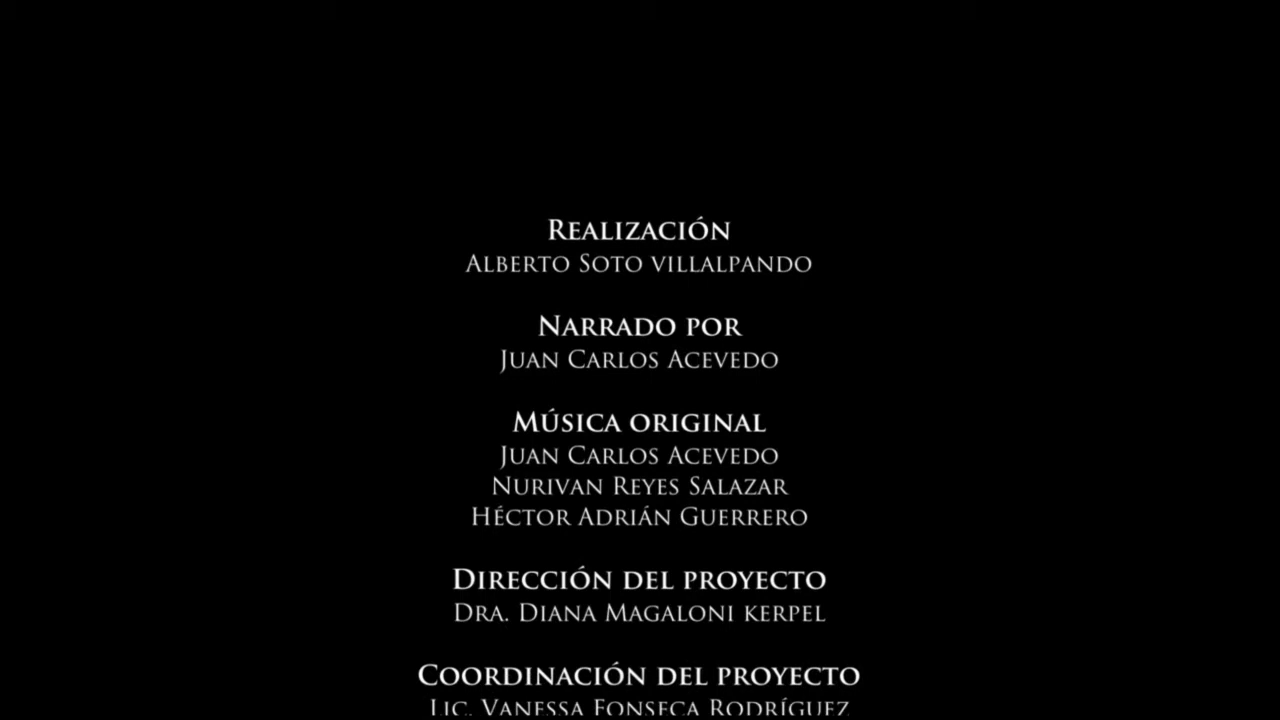 Realización
Alberto Soto villalpando
Narrado por
Juan Carlos Acevedo
Música original
Juan Carlos Acevedo
Nurivan Reyes Salazar
Héctor Adrián Guerrero
Dirección del proyecto
Dra. Diana Magaloni kerpel
Coordinación del proyecto
Lic. Vanessa Fonseca Rodríguez